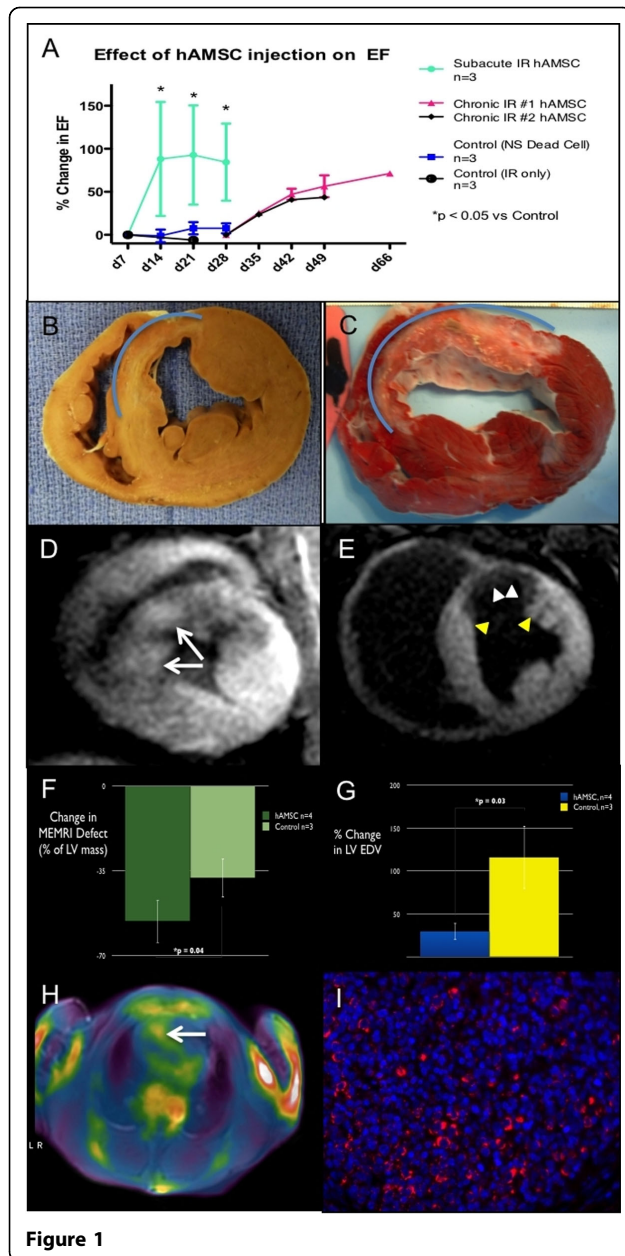 A
Effect of hAMSC injection on EF
% Change in EF
150
100
50
0
*
*
*
d7
d14
d21
d28
d35
d42
d49
d66
Subacute IR hAMSC
n=3
Chronic IR #1 hAMSC
Chronic IR #2 hAMSC
Control (NS Dead Cell)
n=3
Control (IR only)
n=3
*p < 0.05 vs Control
B
C
D
E
F
Change in
MEMRI Defect
(% of LV mass)
0
-35
-70
hAMSC n=4
Control n=3
*p = 0.04
G
% Change
in LV EDV
200
150
100
50
hAMSC, n=4
Control, n=3
*p = 0.03
H
L R
I
Figure 1